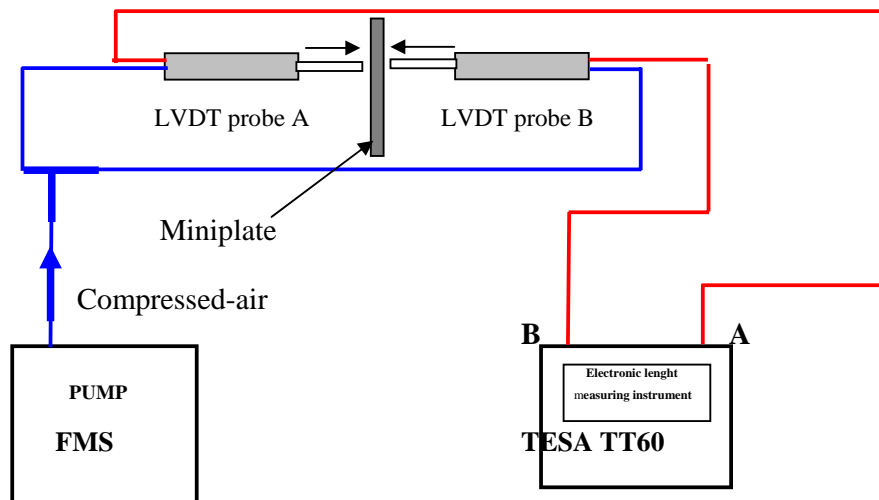 LVDT probe A
LVDT probe B
Miniplate
Compressed-air
B
A
PUMP
FMS
Electronic lenght
measuring instrument
TESA TT60